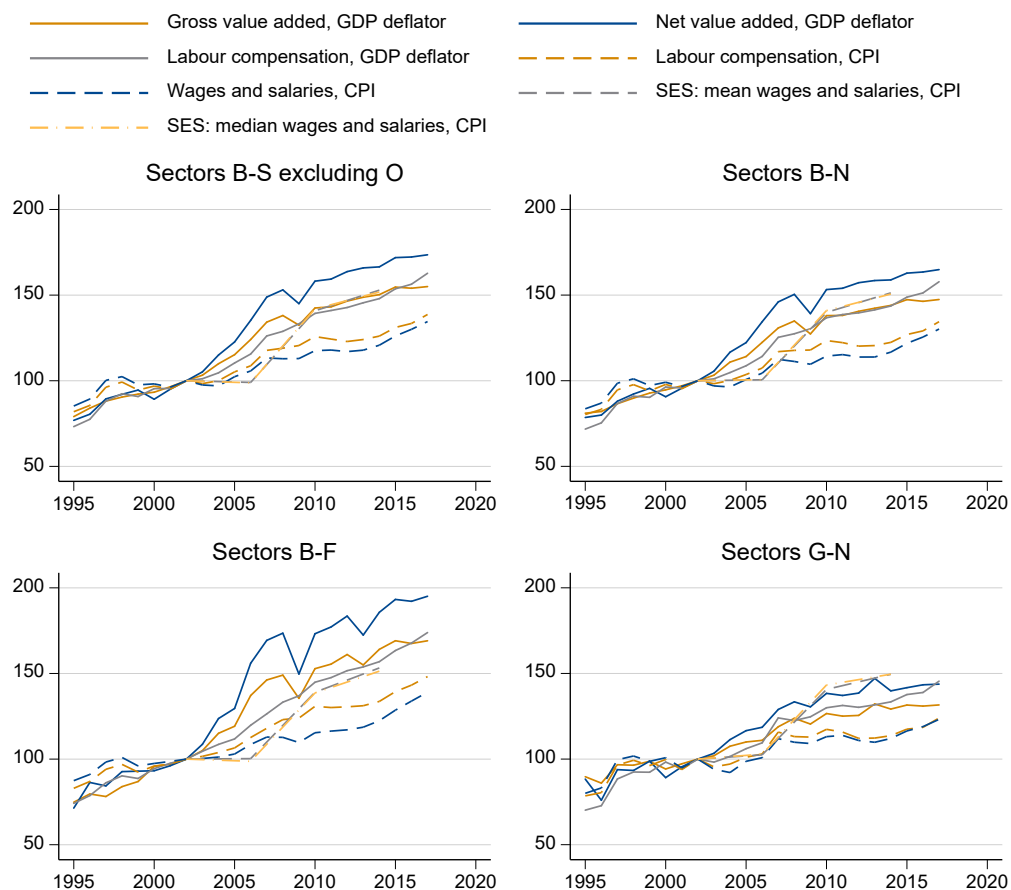 Gross value added, GDP deflator
Net value added, GDP deflator
Labour compensation, GDP deflator
Labour compensation, CPI
Wages and salaries, CPI
SES: mean wages and salaries, CPI
SES: median wages and salaries, CPI
Sectors B-S excluding O
200
150
100
50
1995 2000 2005 2010 2015 2020
Sectors B-N
200
150
100
50
1995 2000 2005 2010 2015 2020
Sectors B-F
200
150
100
50
1995 2000 2005 2010 2015 2020
Sectors G-N
200
150
100
50
1995 2000 2005 2010 2015 2020